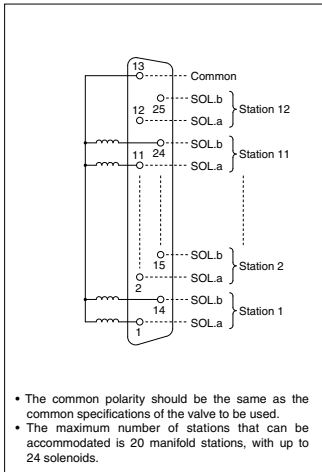 13
Common
SOL.b
25
12
SOL.a
Station 12
SOL.b
24
11
SOL.a
Station 11
SOL.b
15
2
SOL.a
Station 2
SOL.b
14
1
SOL.a
Station 1
• The common polarity should be the same as the
common specifications of the valve to be used.
• The maximum number of stations that can be
accommodated is 20 manifold stations, with up to
24 solenoids.